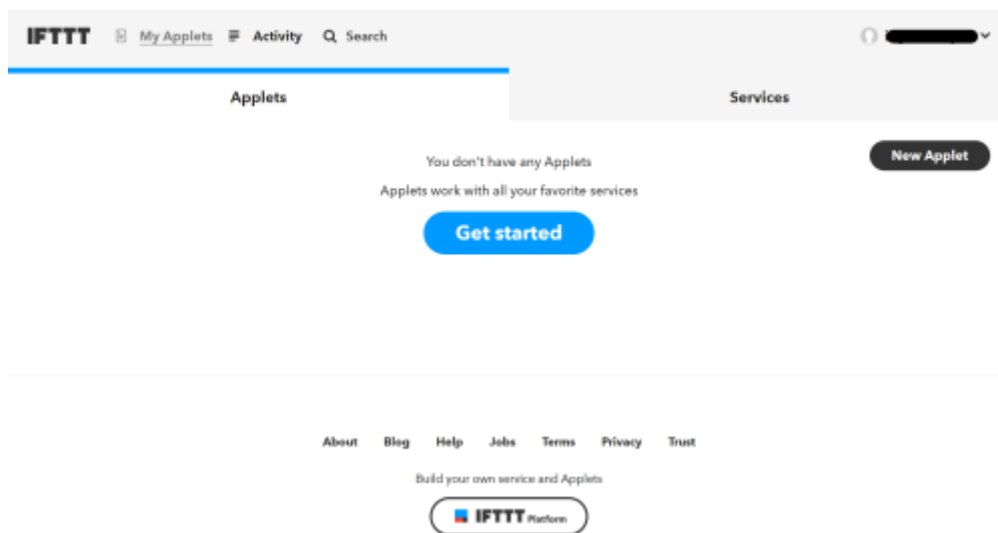 IFTTT My Applets Activity Search
Applets Services
New Applet
You don't have any Applets
Applets work with all your favorite services
Get started
About Blog Help Jobs Terms Privacy Trust
Build your own service and Applets
IFTTT Platform